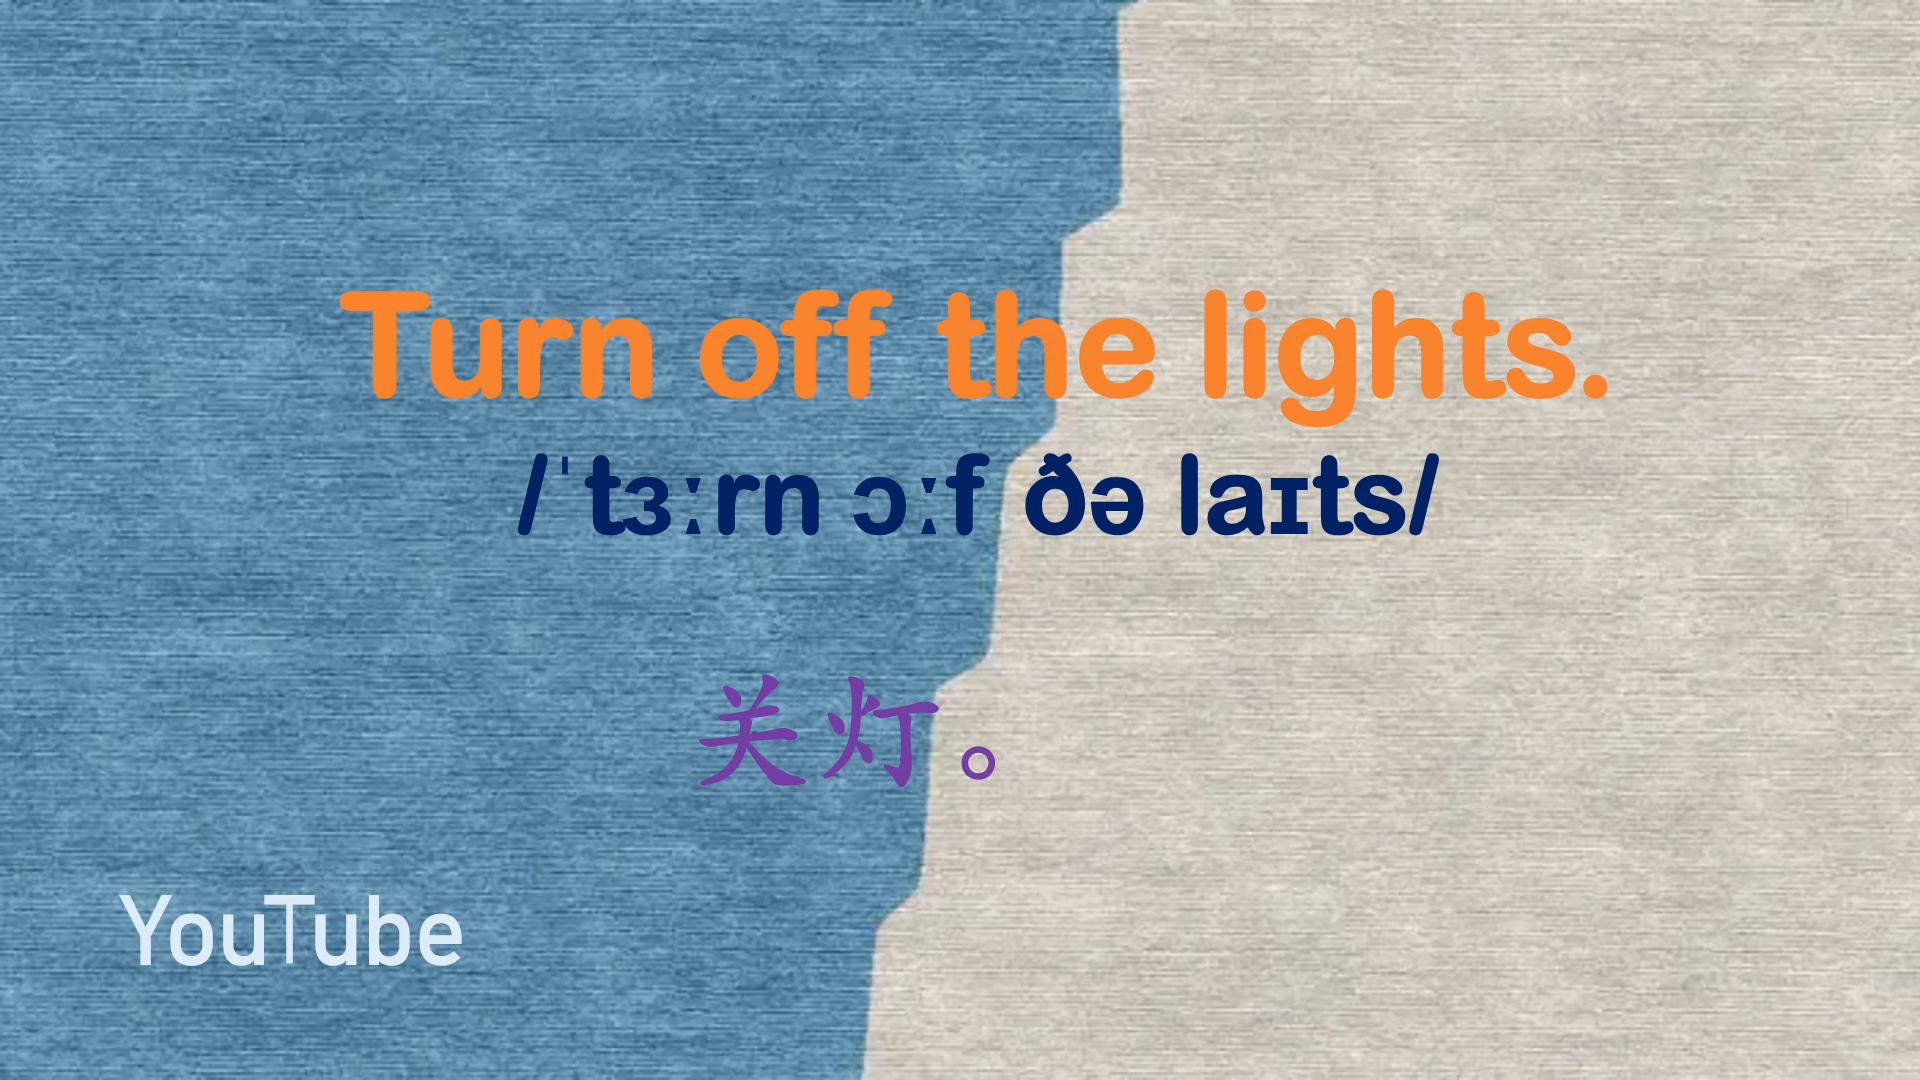 Turn off the lights.
/ˈtɜːrn ɔːf ðə laɪts/
关灯。
YouTube